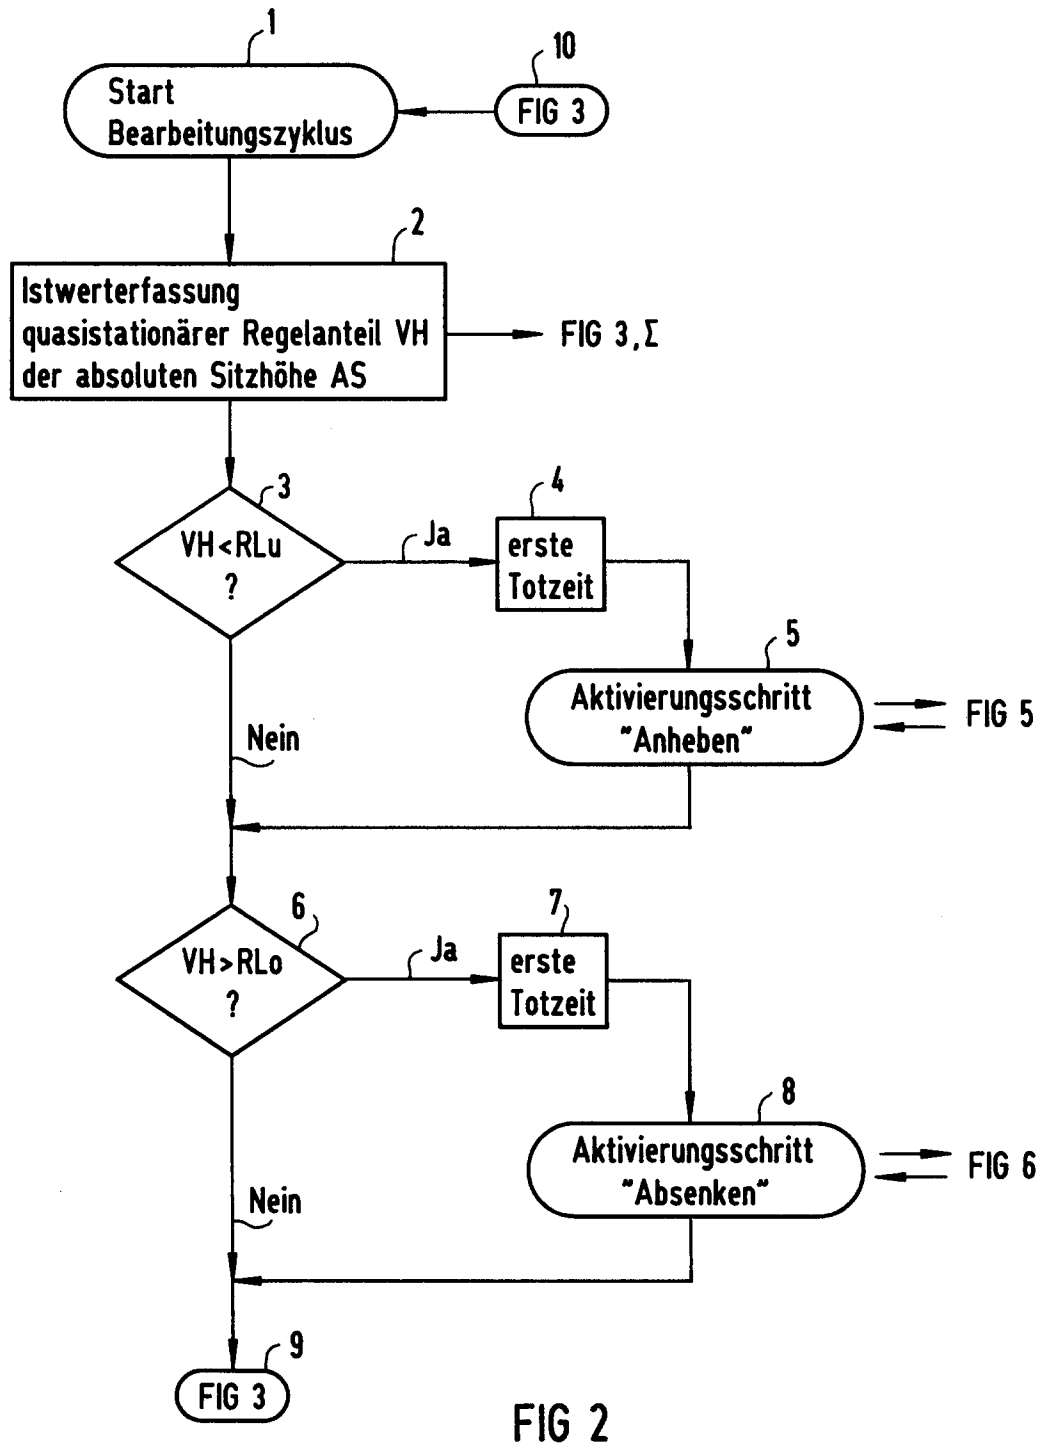 1
10
Start
Bearbeitungszyklus
FIG 3
2
Istwerterfassung
quasistationärer Regelanteil VH
der absoluten Sitzhöhe AS
FIG 3,Σ
3
4
VH<RLu
?
Ja
erste
Totzeit
5
Aktivierungsschritt
"Anheben"
FIG 5
Nein
6
7
VH>RLo
?
Ja
erste
Totzeit
8
Aktivierungsschritt
"Absenken"
FIG 6
Nein
9
FIG 3
FIG 2